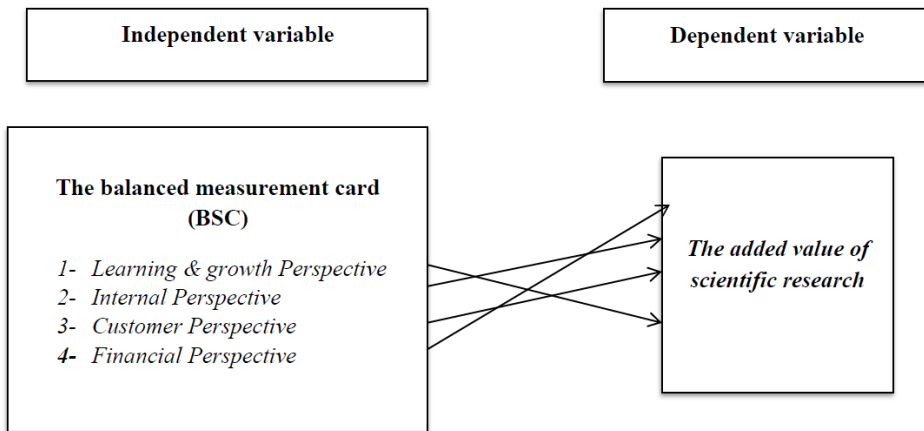 Independent variable
Dependent variable
The balanced measurement card
(BSC)
1- Learning & growth Perspective
2- Internal Perspective
3- Customer Perspective
4- Financial Perspective
The added value of
scientific research